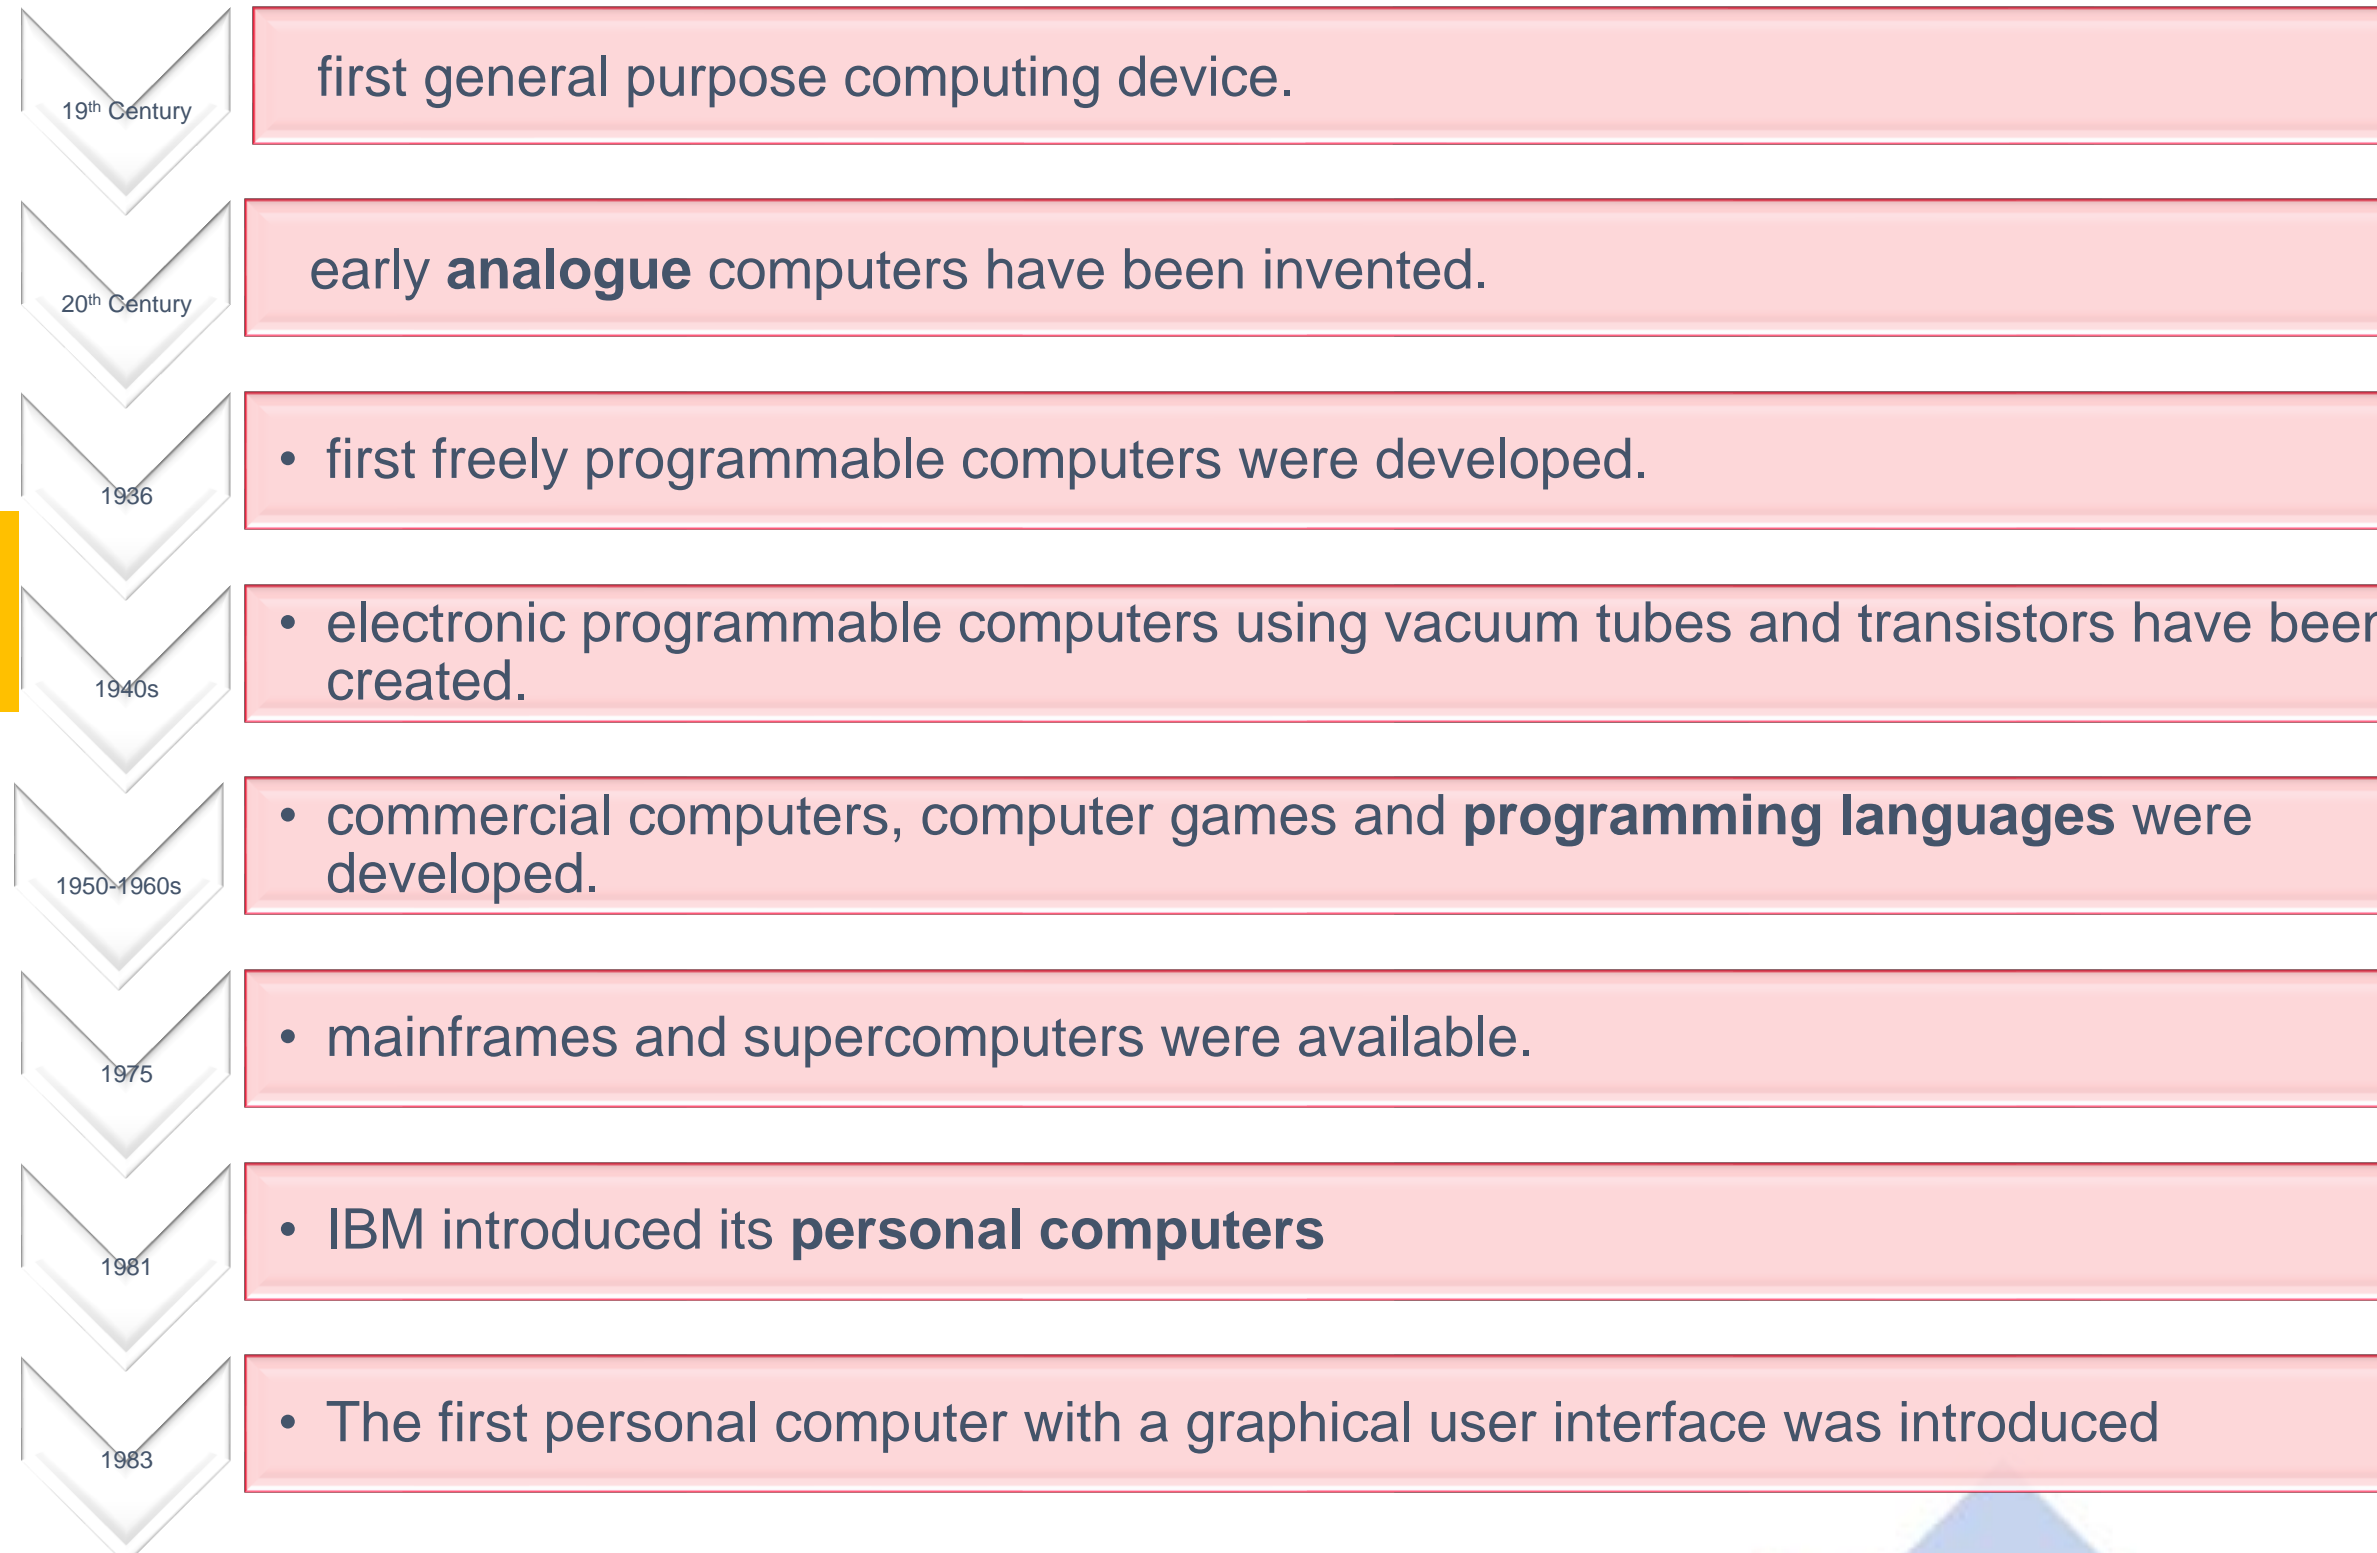 19th Century
first general purpose computing device.
20th Century
early analogue computers have been invented.
1936
• first freely programmable computers were developed.
1940s
• electronic programmable computers using vacuum tubes and transistors have been
created.
1950-1960s
• commercial computers, computer games and programming languages were
developed.
1975
• mainframes and supercomputers were available.
1981
• IBM introduced its personal computers
1983
• The first personal computer with a graphical user interface was introduced